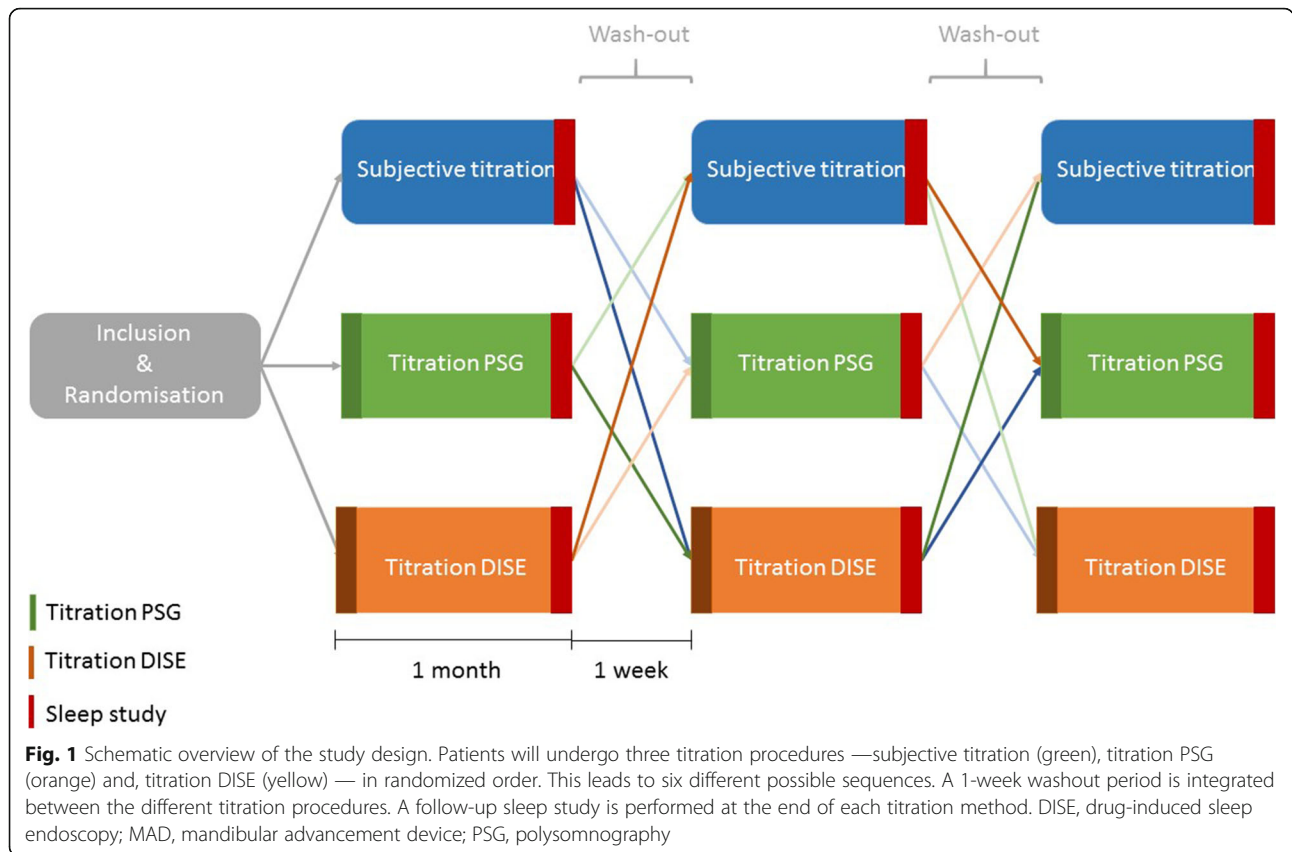 Wash-out
Wash-out
Subjective titration
Subjective titration
Subjective titration
Inclusion
&
Randomisation
Titration PSG
Titration PSG
Titration PSG
Titration DISE
Titration DISE
Titration DISE
Titration PSG
Titration DISE
Sleep study
1 month
1 week
Fig. 1 Schematic overview of the study design. Patients will undergo three titration procedures —subjective titration (green), titration PSG
(orange) and, titration DISE (yellow) — in randomized order. This leads to six different possible sequences. A 1-week washout period is integrated
between the different titration procedures. A follow-up sleep study is performed at the end of each titration method. DISE, drug-induced sleep
endoscopy; MAD, mandibular advancement device; PSG, polysomnography